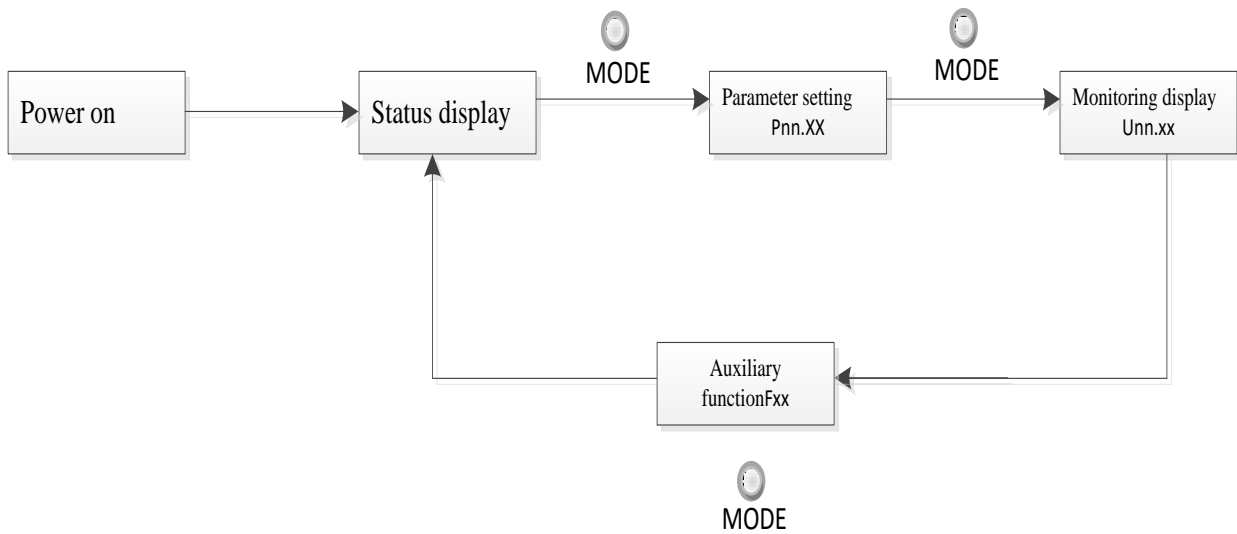 MODE
MODE
Power on
Status display
Parameter setting
Pnn.XX
Monitoring display
Unn.xx
Auxiliary
functionFxx
MODE